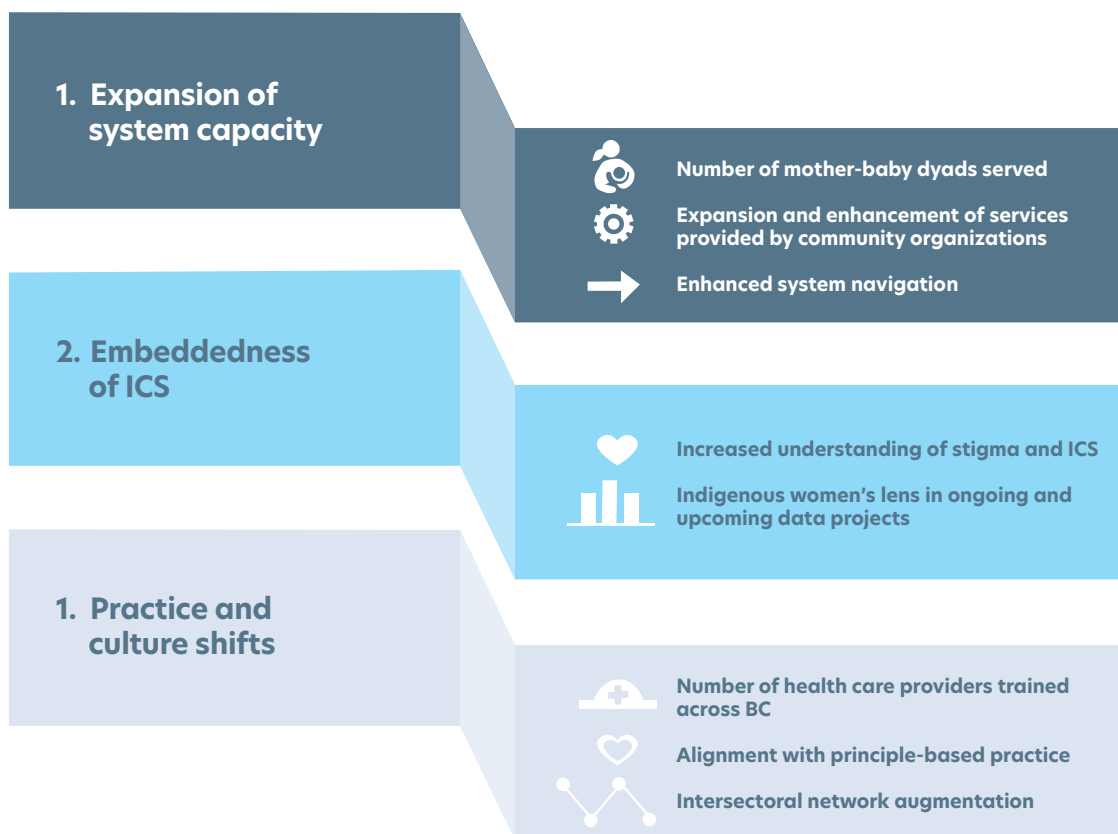 1. Expansion of
system capacity
Number of mother-baby dyads served
Expansion and enhancement of services
provided by community organizations
Enhanced system navigation
2. Embeddedness
of ICS
Increased understanding of stigma and ICS
Indigenous women’s lens in ongoing and
upcoming data projects
1. Practice and
culture shifts
Number of health care providers trained
across BC
Alignment with principle-based practice
Intersectoral network augmentation